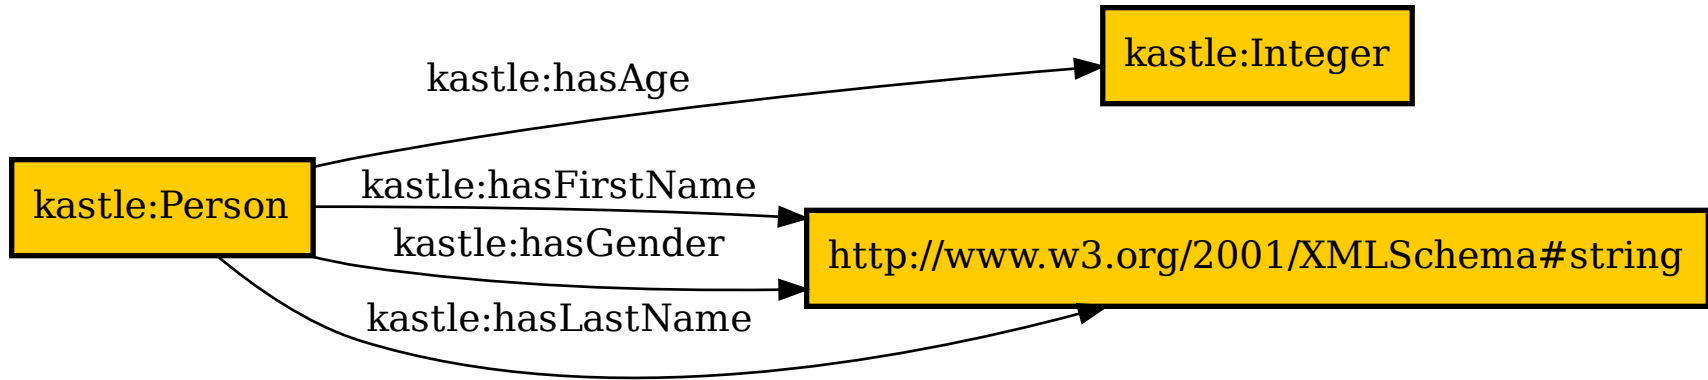 kastle:Integer
kastle:hasAge
kastle:Person
kastle:hasFirstName
kastle:hasGender
http://www.w3.org/2001/XMLSchema#string
kastle:hasLastName